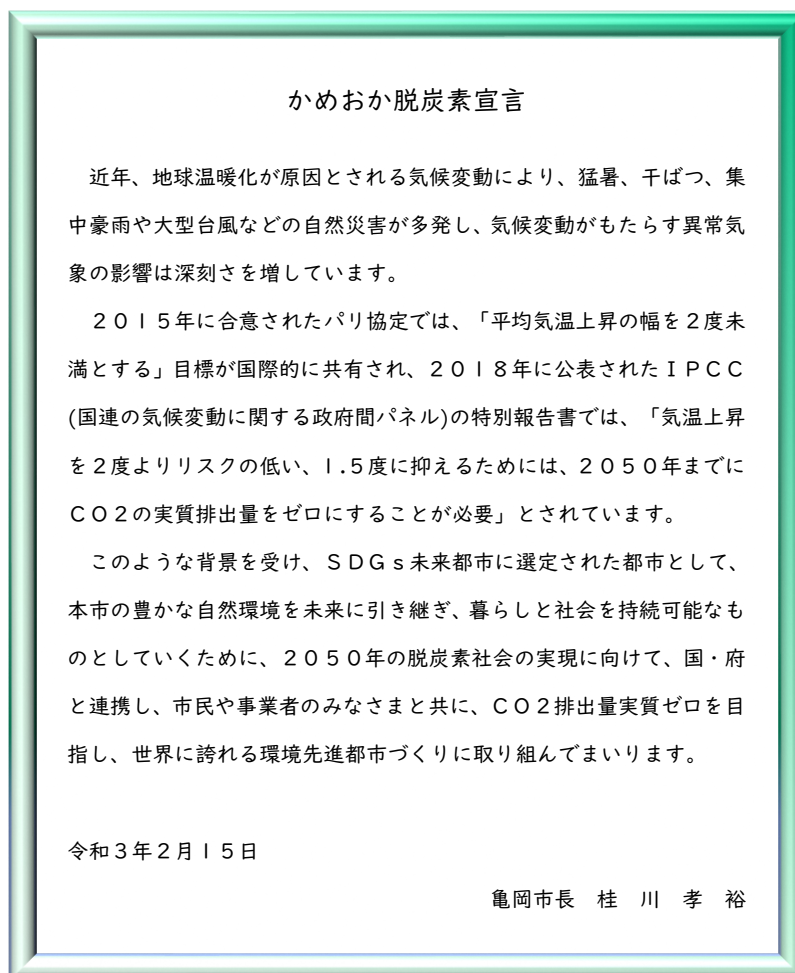 かめおか脱炭素宣言
　近年、地球温暖化が原因とされる気候変動により、猛暑、干ばつ、集
中豪雨や大型台風などの自然災害が多発し、気候変動がもたらす異常気
象の影響は深刻さを増しています。
　２０１５年に合意されたパリ協定では、「平均気温上昇の幅を２度未
満とする」目標が国際的に共有され、２０１８年に公表されたＩＰＣＣ
(国連の気候変動に関する政府間パネル)の特別報告書では、「気温上昇
を２度よりリスクの低い、１.５度に抑えるためには、２０５０年までに
ＣＯ２の実質排出量をゼロにすることが必要」とされています。
　このような背景を受け、ＳＤＧｓ未来都市に選定された都市として、
本市の豊かな自然環境を未来に引き継ぎ、暮らしと社会を持続可能なも
のとしていくために、２０５０年の脱炭素社会の実現に向けて、国・府
と連携し、市民や事業者のみなさまと共に、ＣＯ２排出量実質ゼロを目
指し、世界に誇れる環境先進都市づくりに取り組んでまいります。
令和３年２月１５日
亀岡市長　桂　川　孝　裕